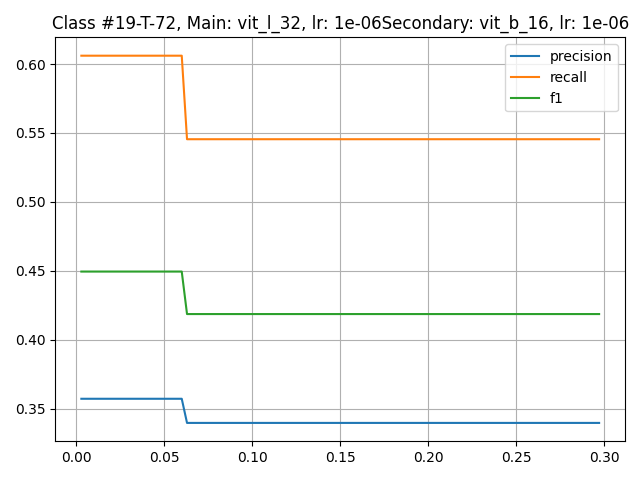 Class #19-T-72, Main: vit_l_32, lr: 1e-06Secondary: vit_b_16, lr: 1e-06
precision
recall
f1
0.60
0.55
0.50
0.45
0.40
0.35
0.00 0.05 0.10 0.15 0.20 0.25 0.30